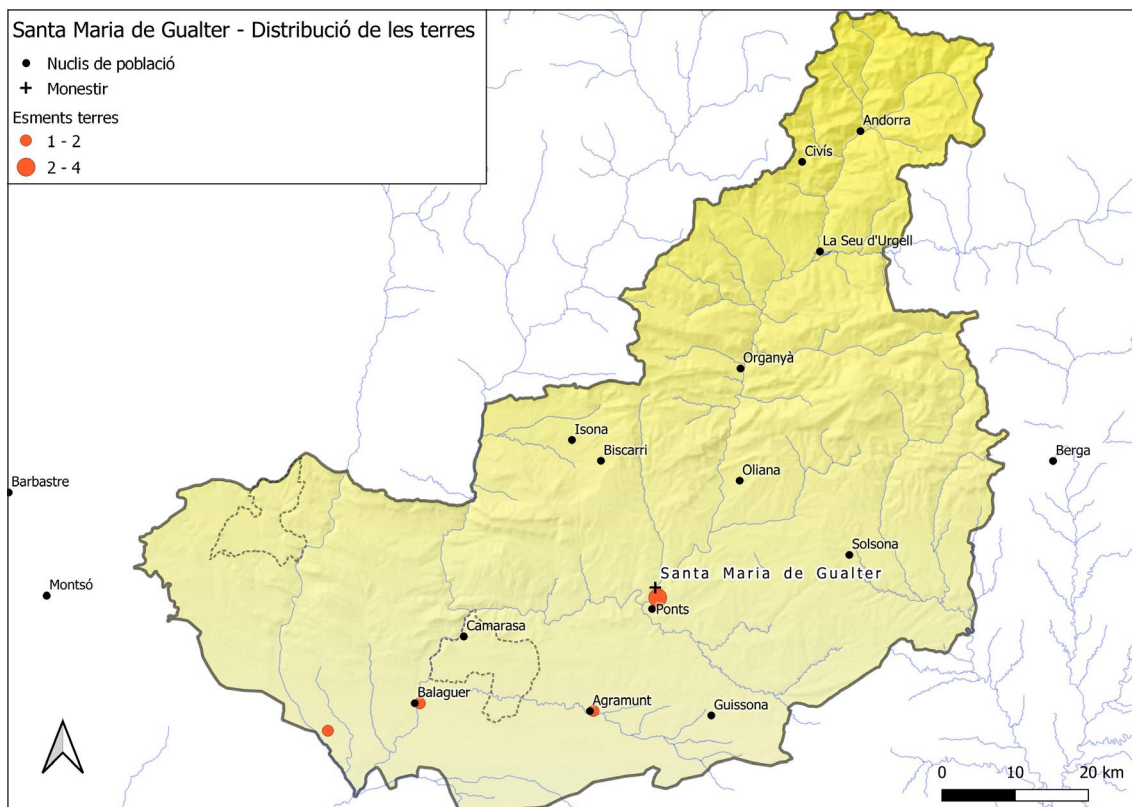 Santa Maria de Gualter - Distribució de les terres
Nuclis de població
Monestir
Esments terres
1 - 2
2 - 4
Andorra
Civís
La Seu d'Urgell
Organyà
Isona
Biscarri
Berga
Oliana
Barbastre
Solsona
Santa Maria de Gualter
Montsó
Ponts
Camarasa
Balaguer
Agramunt
Guissona
0 10 20 km